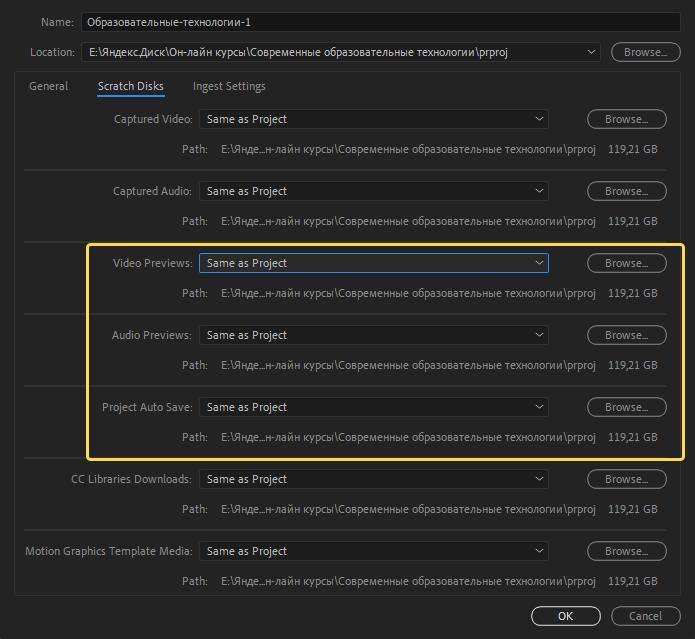 Name: Образовательные-технологии-1
Location: E:\Яндекс.Диск\Он-лайн курсы\Современные образовательные технологии\prproj Browse...
General Scratch Disks Ingest Settings
Captured Video: Same as Project Browse...
Path: E:\Янде...н-лайн курсы\Современные образовательные технологии\prproj 119,21 GB
Captured Audio: Same as Project Browse...
Path: E:\Янде...н-лайн курсы\Современные образовательные технологии\prproj 119,21 GB
Video Previews: Same as Project Browse...
Path: E:\Янде...н-лайн курсы\Современные образовательные технологии\prproj 119,21 GB
Audio Previews: Same as Project Browse...
Path: E:\Янде...н-лайн курсы\Современные образовательные технологии\prproj 119,21 GB
Project Auto Save: Same as Project Browse...
Path: E:\Янде...н-лайн курсы\Современные образовательные технологии\prproj 119,21 GB
CC Libraries Downloads: Same as Project Browse...
Path: E:\Янде...н-лайн курсы\Современные образовательные технологии\prproj 119,21 GB
Motion Graphics Template Media: Same as Project Browse...
Path: E:\Янде...н-лайн курсы\Современные образовательные технологии\prproj 119,21 GB
OK Cancel